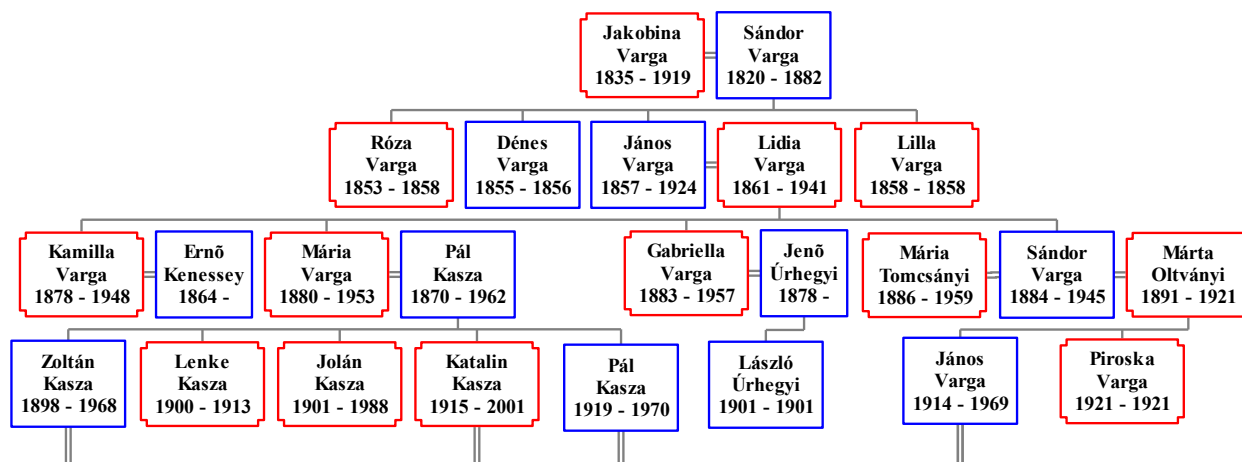 Jakobina
Varga
1835 - 1919
Sándor
Varga
1820 - 1882
Róza
Varga
1853 - 1858
Dénes
Varga
1855 - 1856
János
Varga
1857 - 1924
Lidia
Varga
1861 - 1941
Lilla
Varga
1858 - 1858
Kamilla
Varga
1878 - 1948
Ernõ
Kenessey
1864 -
Mária
Varga
1880 - 1953
Pál
Kasza
1870 - 1962
Gabriella
Varga
1883 - 1957
Jenõ
Úrhegyi
1878 -
Mária
Tomcsányi
1886 - 1959
Sándor
Varga
1884 - 1945
Márta
Oltványi
1891 - 1921
Zoltán
Kasza
1898 - 1968
Lenke
Kasza
1900 - 1913
Jolán
Kasza
1901 - 1988
Katalin
Kasza
1915 - 2001
Pál
Kasza
1919 - 1970
László
Úrhegyi
1901 - 1901
János
Varga
1914 - 1969
Piroska
Varga
1921 - 1921